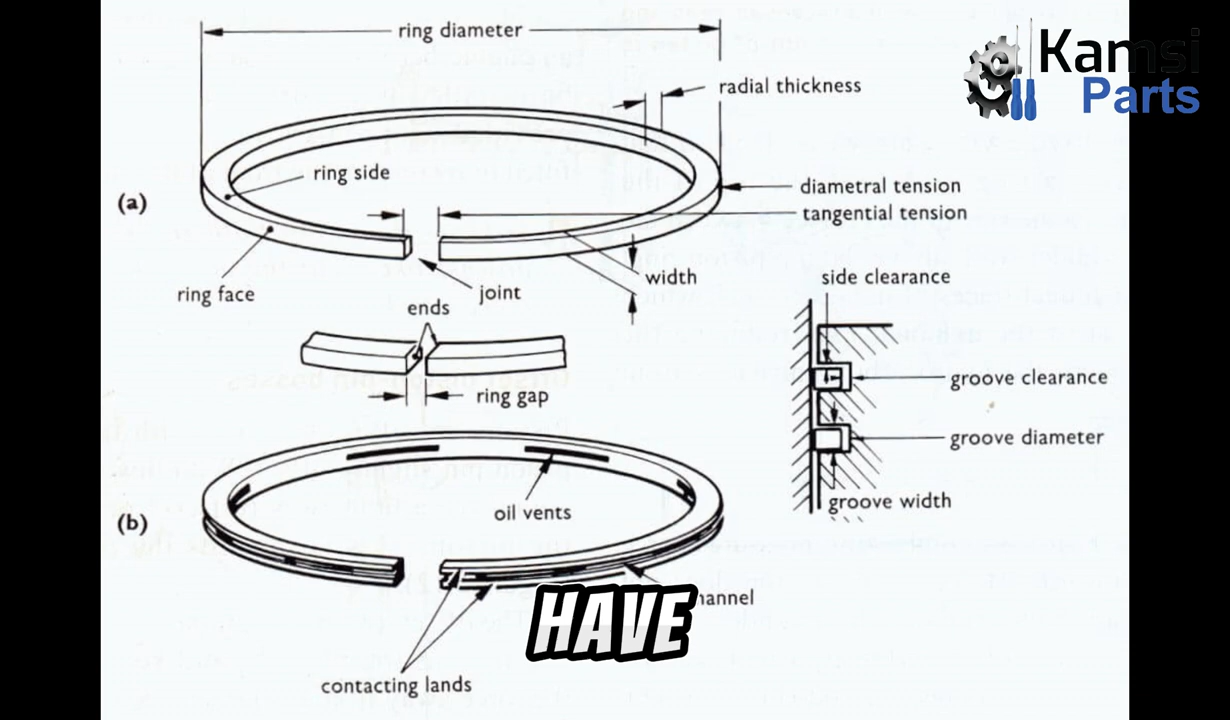 ring diameter
Kamsi
Parts
radial thickness
ring side
diametral tension
(a)
tangential tension
width
side clearance
ring face
joint
ends
groove clearance
ring gap
groove diameter
groove width
oil vents
(b)
HAVE
contacting lands